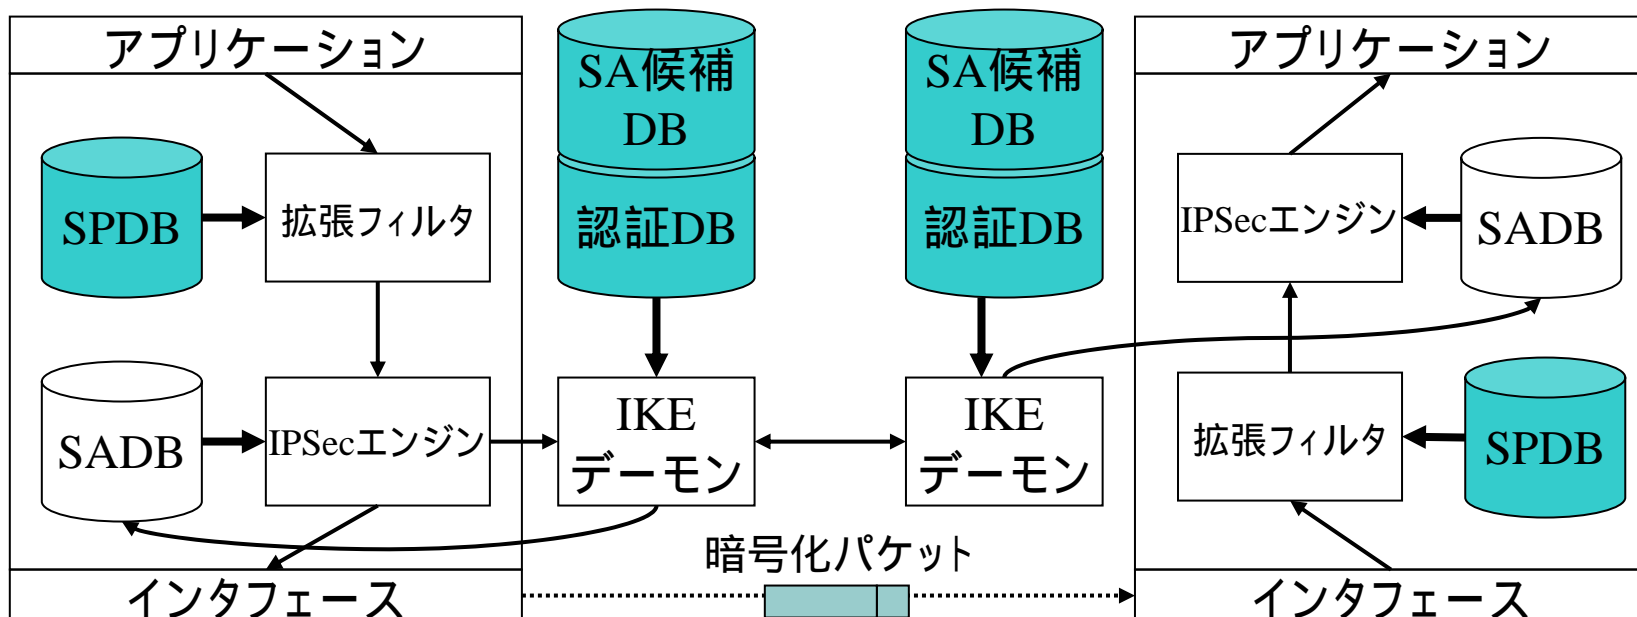 アプリケーション
SPDB
拡張フィルタ
SADB
IPSecエンジン
インタフェース
SA候補
DB
認証DB
IKE
デーモン
SA候補
DB
認証DB
IKE
デーモン
暗号化パケット
アプリケーション
IPSecエンジン
SADB
拡張フィルタ
SPDB
インタフェース